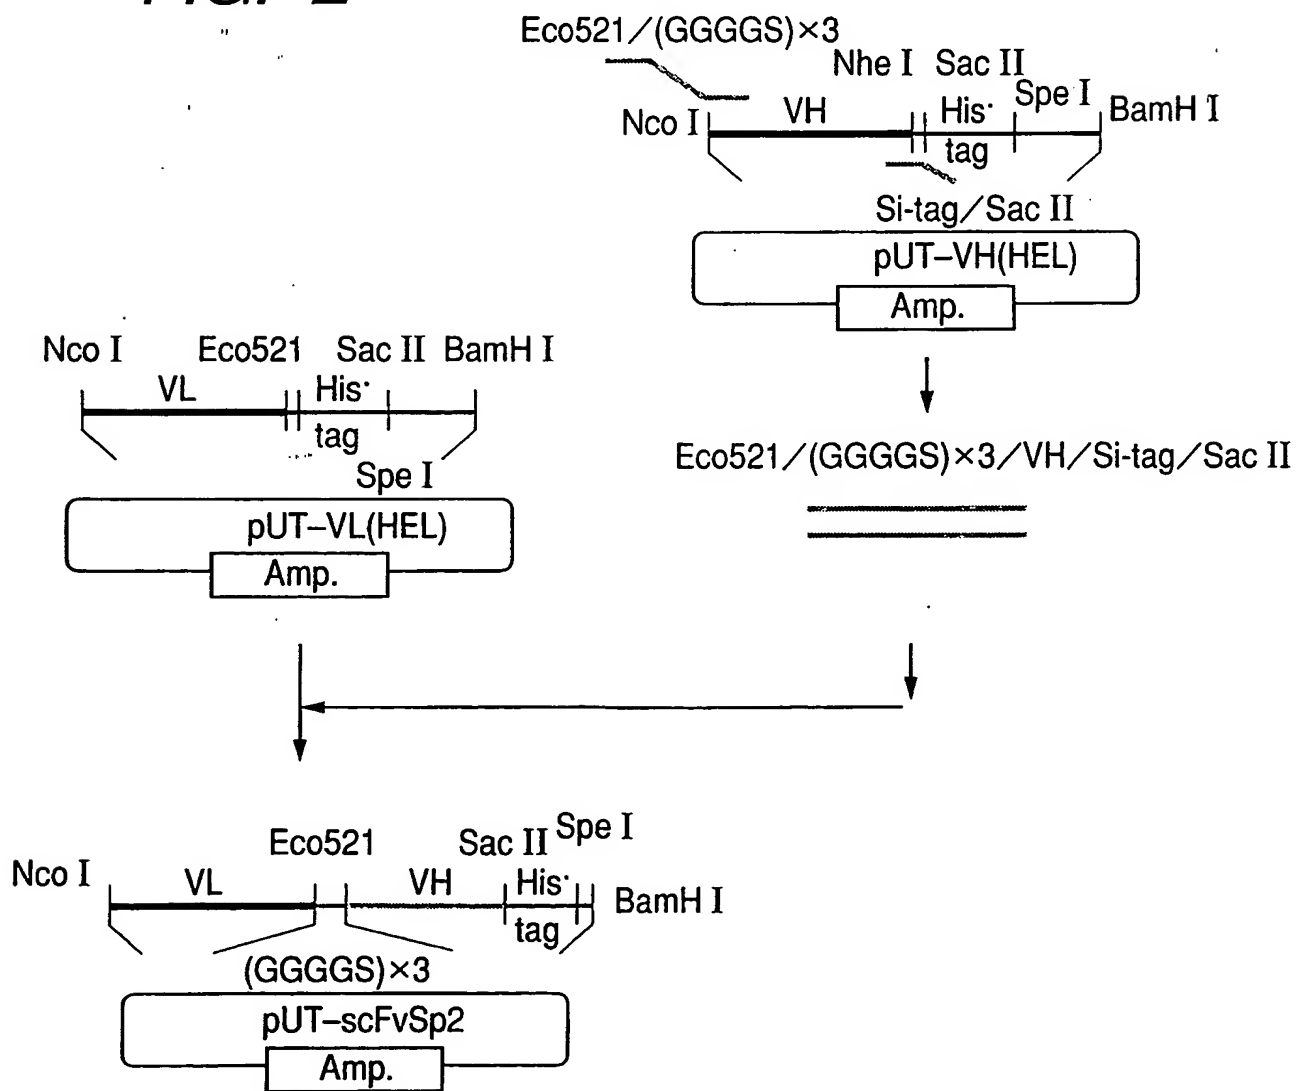 FIG. 2
Eco521/(GGGGS)×3
Nhe I Sac II
Spe I
Nco I VH His· BamH I
tag
Si-tag/Sac II
pUT–VH(HEL)
Amp.
Nco I Eco521 Sac II BamH I
VL His·
tag
Spe I
pUT–VL(HEL)
Amp.
Eco521/(GGGGS)×3/VH/Si-tag/Sac II
Eco521 Sac II Spe I
Nco I VL VH His· BamH I
tag
(GGGGS)×3
pUT–scFvSp2
Amp.